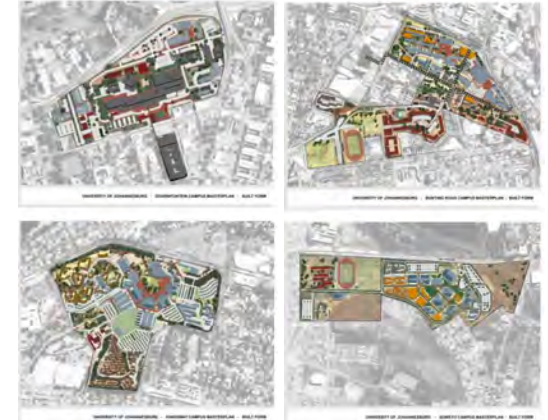 UNIVERSITY OF JOHANNESBURG - DOORNFONTEIN CAMPUS MASTERPLAN - BUILT FORM
UNIVERSITY OF JOHANNESBURG - BUNTING ROAD CAMPUS MASTERPLAN - BUILT FORM
UNIVERSITY OF JOHANNESBURG - KINGSWAY CAMPUS MASTERPLAN - BUILT FORM
UNIVERSITY OF JOHANNESBURG - SOWETO CAMPUS MASTERPLAN - BUILT FORM